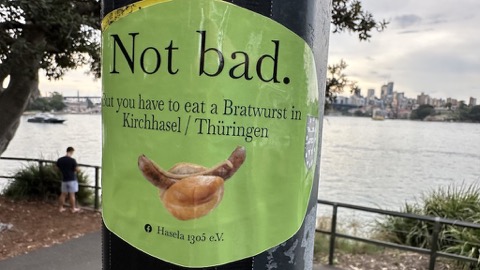 Not bad.
but you have to eat a Bratwurst in
Kirchhasel / Thüringen
Hasela 1305 e.V.